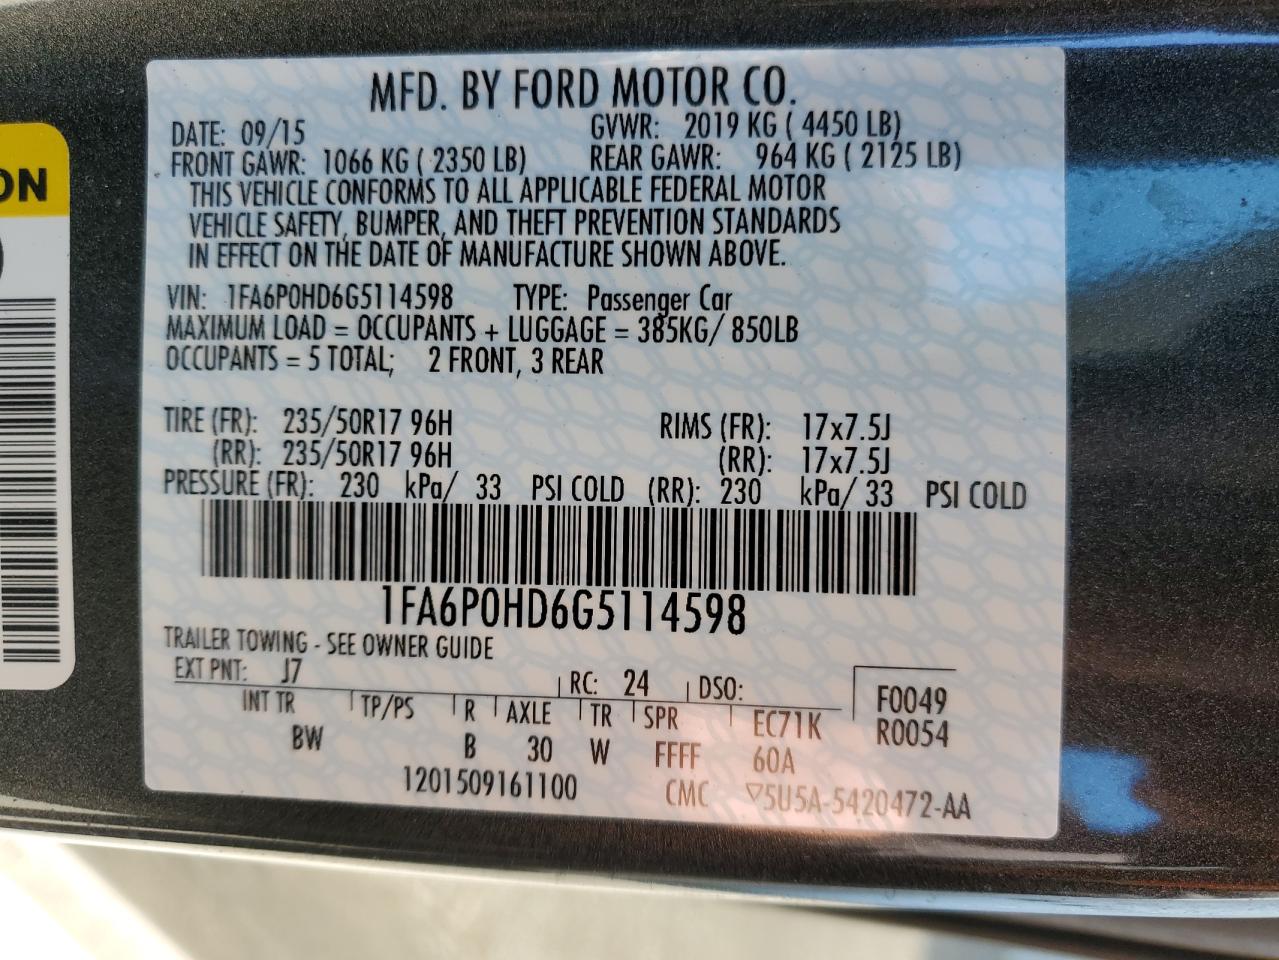 MFD. BY FORD MOTOR CO.
DATE: 09/15 GVWR: 2019 KG ( 4450 LB)
FRONT GAWR: 1066 KG ( 2350 LB) REAR GAWR: 964 KG ( 2125 LB)
THIS VEHICLE CONFORMS TO ALL APPLICABLE FEDERAL MOTOR
VEHICLE SAFETY, BUMPER, AND THEFT PREVENTION STANDARDS
IN EFFECT ON THE DATE OF MANUFACTURE SHOWN ABOVE.
VIN: 1FA6P0HD6G5114598 TYPE: Passenger Car
MAXIMUM LOAD = OCCUPANTS + LUGGAGE = 385KG/ 850LB
OCCUPANTS = 5 TOTAL; 2 FRONT, 3 REAR
TIRE (FR): 235/50R17 96H RIMS (FR): 17x7.5J
(RR): 235/50R17 96H (RR): 17x7.5J
PRESSURE (FR): 230 kPa/ 33 PSI COLD (RR): 230 kPa/ 33 PSI COLD
1FA6P0HD6G5114598
TRAILER TOWING - SEE OWNER GUIDE
EXT PNT: J7 RC: 24 DSO: F0049
INT TR TP/PS R AXLE TR SPR EC71K R0054
BW B 30 W FFFF 60A
1201509161100 CMC ▽5U5A-5420472-AA
ON